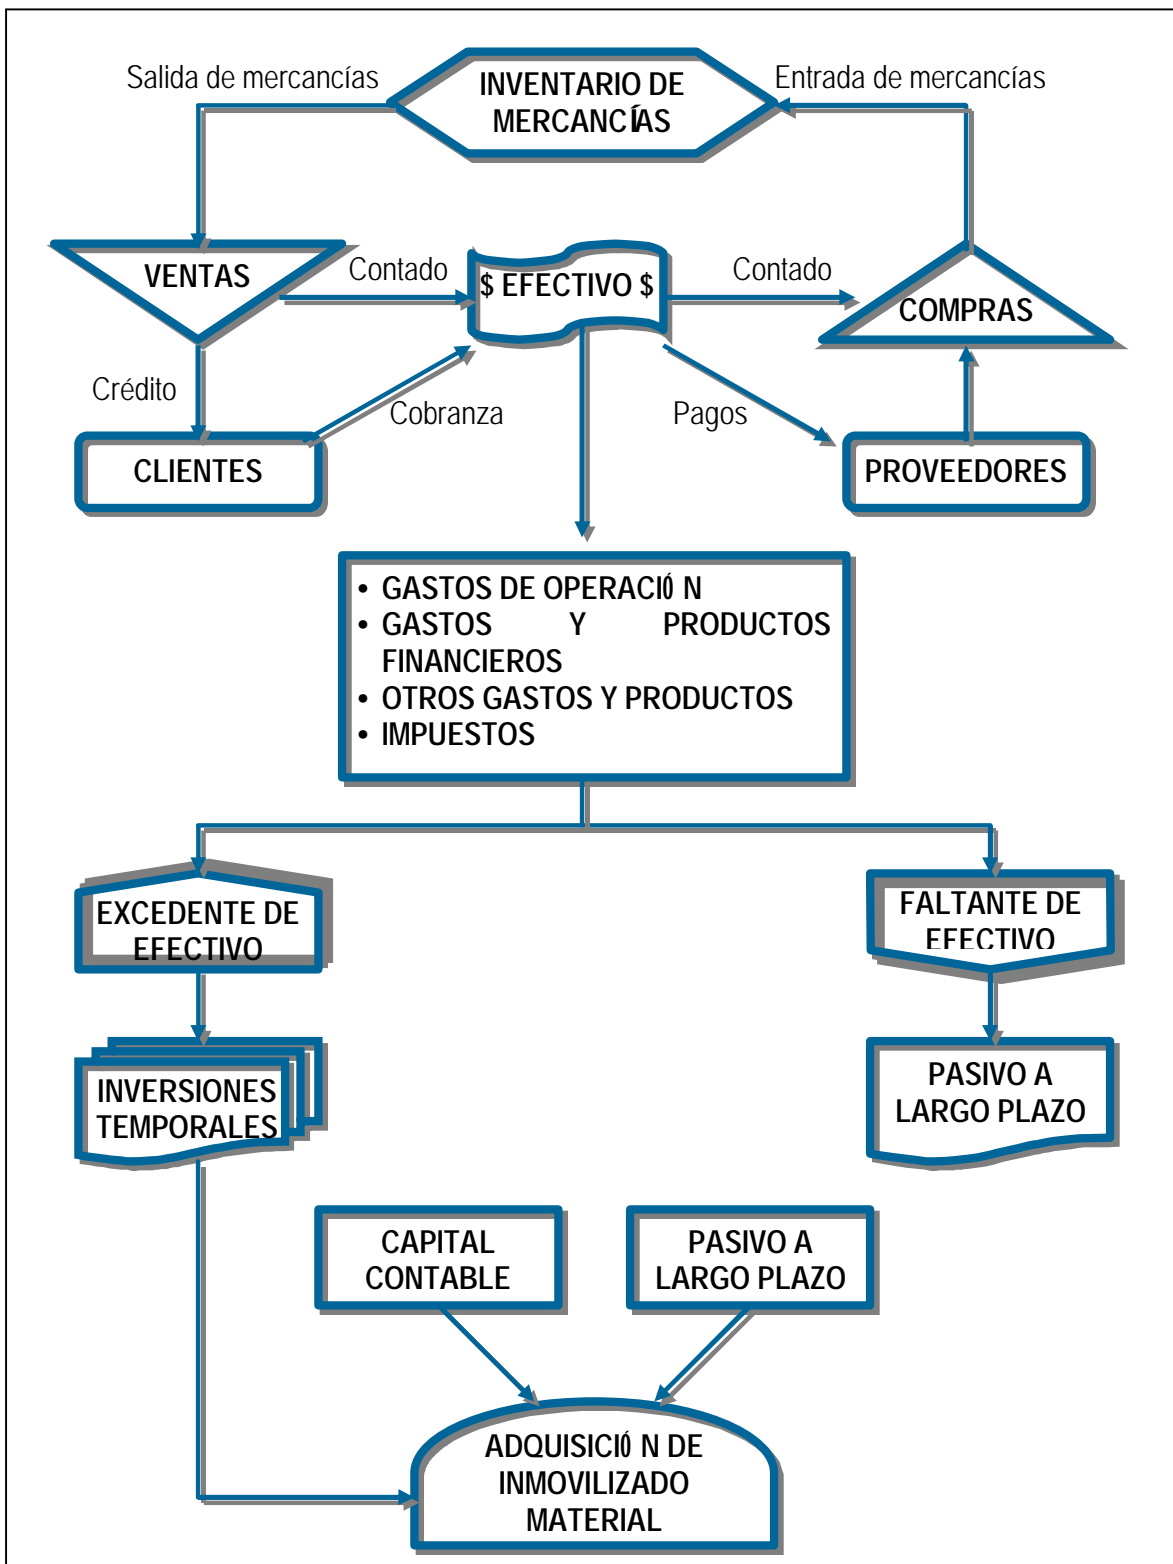 Salida de mercancías
INVENTARIO DE
MERCANCÍAS
Entrada de mercancías
VENTAS
Contado
$ EFECTIVO $
Contado
COMPRAS
Crédito
Cobranza
Pagos
CLIENTES
PROVEEDORES
• GASTOS DE OPERACIÓ N
• GASTOS Y PRODUCTOS
FINANCIEROS
• OTROS GASTOS Y PRODUCTOS
• IMPUESTOS
EXCEDENTE DE
EFECTIVO
FALTANTE DE
EFECTIVO
INVERSIONES
TEMPORALES
PASIVO A
LARGO PLAZO
CAPITAL
CONTABLE
PASIVO A
LARGO PLAZO
ADQUISICIÓ N DE
INMOVILIZADO
MATERIAL